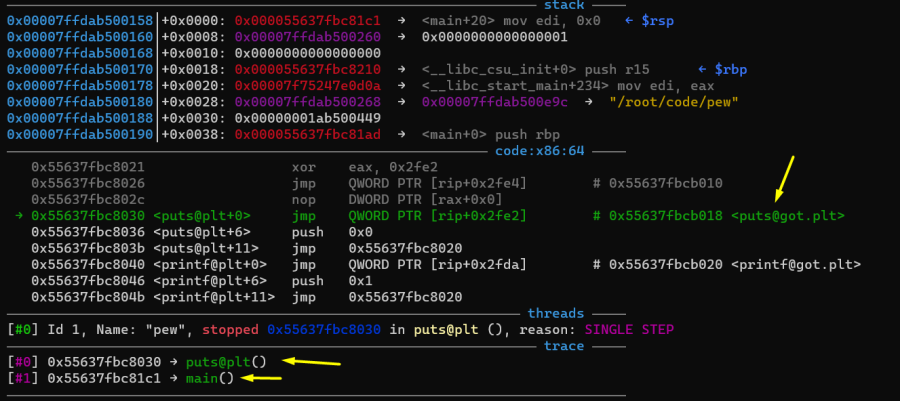 stack
0x00007ffdab500158│+0x0000: 0x000055637fbc81c1  →  <main+20> mov edi, 0x0   ← $rsp
0x00007ffdab500160│+0x0008: 0x00007ffdab500260  →  0x0000000000000001
0x00007ffdab500168│+0x0010: 0x0000000000000000
0x00007ffdab500170│+0x0018: 0x000055637fbc8210  →  <__libc_csu_init+0> push r15   ← $rbp
0x00007ffdab500178│+0x0020: 0x00007f75247e0d0a  →  <__libc_start_main+234> mov edi, eax
0x00007ffdab500180│+0x0028: 0x00007ffdab500268  →  0x00007ffdab500e9c  →  "/root/code/pew"
0x00007ffdab500188│+0x0030: 0x00000001ab500449
0x00007ffdab500190│+0x0038: 0x000055637fbc81ad  →  <main+0> push rbp
code:x86:64
0x55637fbc8021 xor eax, 0x2fe2
0x55637fbc8026 jmp QWORD PTR [rip+0x2fe4] # 0x55637fbcb010
0x55637fbc802c nop DWORD PTR [rax+0x0]
→ 0x55637fbc8030 <puts@plt+0> jmp QWORD PTR [rip+0x2fe2] # 0x55637fbcb018 <puts@got.plt>
0x55637fbc8036 <puts@plt+6> push 0x0
0x55637fbc803b <puts@plt+11> jmp 0x55637fbc8020
0x55637fbc8040 <printf@plt+0> jmp QWORD PTR [rip+0x2fda] # 0x55637fbcb020 <printf@got.plt>
0x55637fbc8046 <printf@plt+6> push 0x1
0x55637fbc804b <printf@plt+11> jmp 0x55637fbc8020
threads
[#0] Id 1, Name: "pew", stopped 0x55637fbc8030 in puts@plt (), reason: SINGLE STEP
trace
[#0] 0x55637fbc8030 → puts@plt()
[#1] 0x55637fbc81c1 → main()